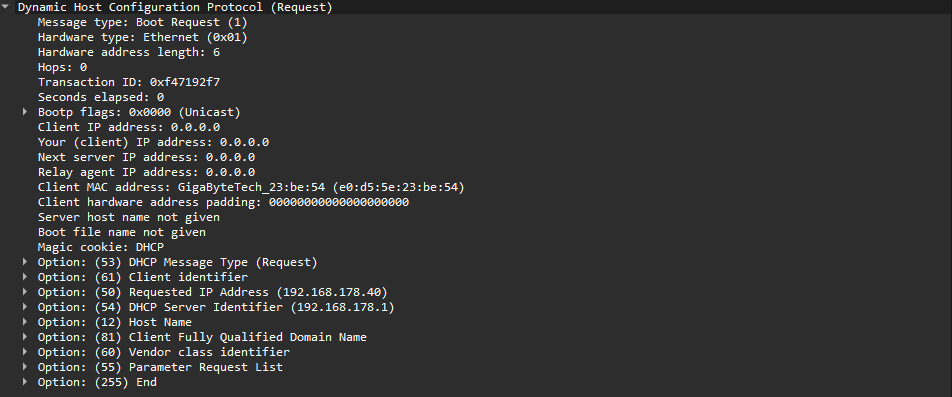 Dynamic Host Configuration Protocol (Request)
Message type: Boot Request (1)
Hardware type: Ethernet (0x01)
Hardware address length: 6
Hops: 0
Transaction ID: 0xf47192f7
Seconds elapsed: 0
Bootp flags: 0x0000 (Unicast)
Client IP address: 0.0.0.0
Your (client) IP address: 0.0.0.0
Next server IP address: 0.0.0.0
Relay agent IP address: 0.0.0.0
Client MAC address: GigaByteTech_23:be:54 (e0:d5:5e:23:be:54)
Client hardware address padding: 00000000000000000000
Server host name not given
Boot file name not given
Magic cookie: DHCP
Option: (53) DHCP Message Type (Request)
Option: (61) Client identifier
Option: (50) Requested IP Address (192.168.178.40)
Option: (54) DHCP Server Identifier (192.168.178.1)
Option: (12) Host Name
Option: (81) Client Fully Qualified Domain Name
Option: (60) Vendor class identifier
Option: (55) Parameter Request List
Option: (255) End